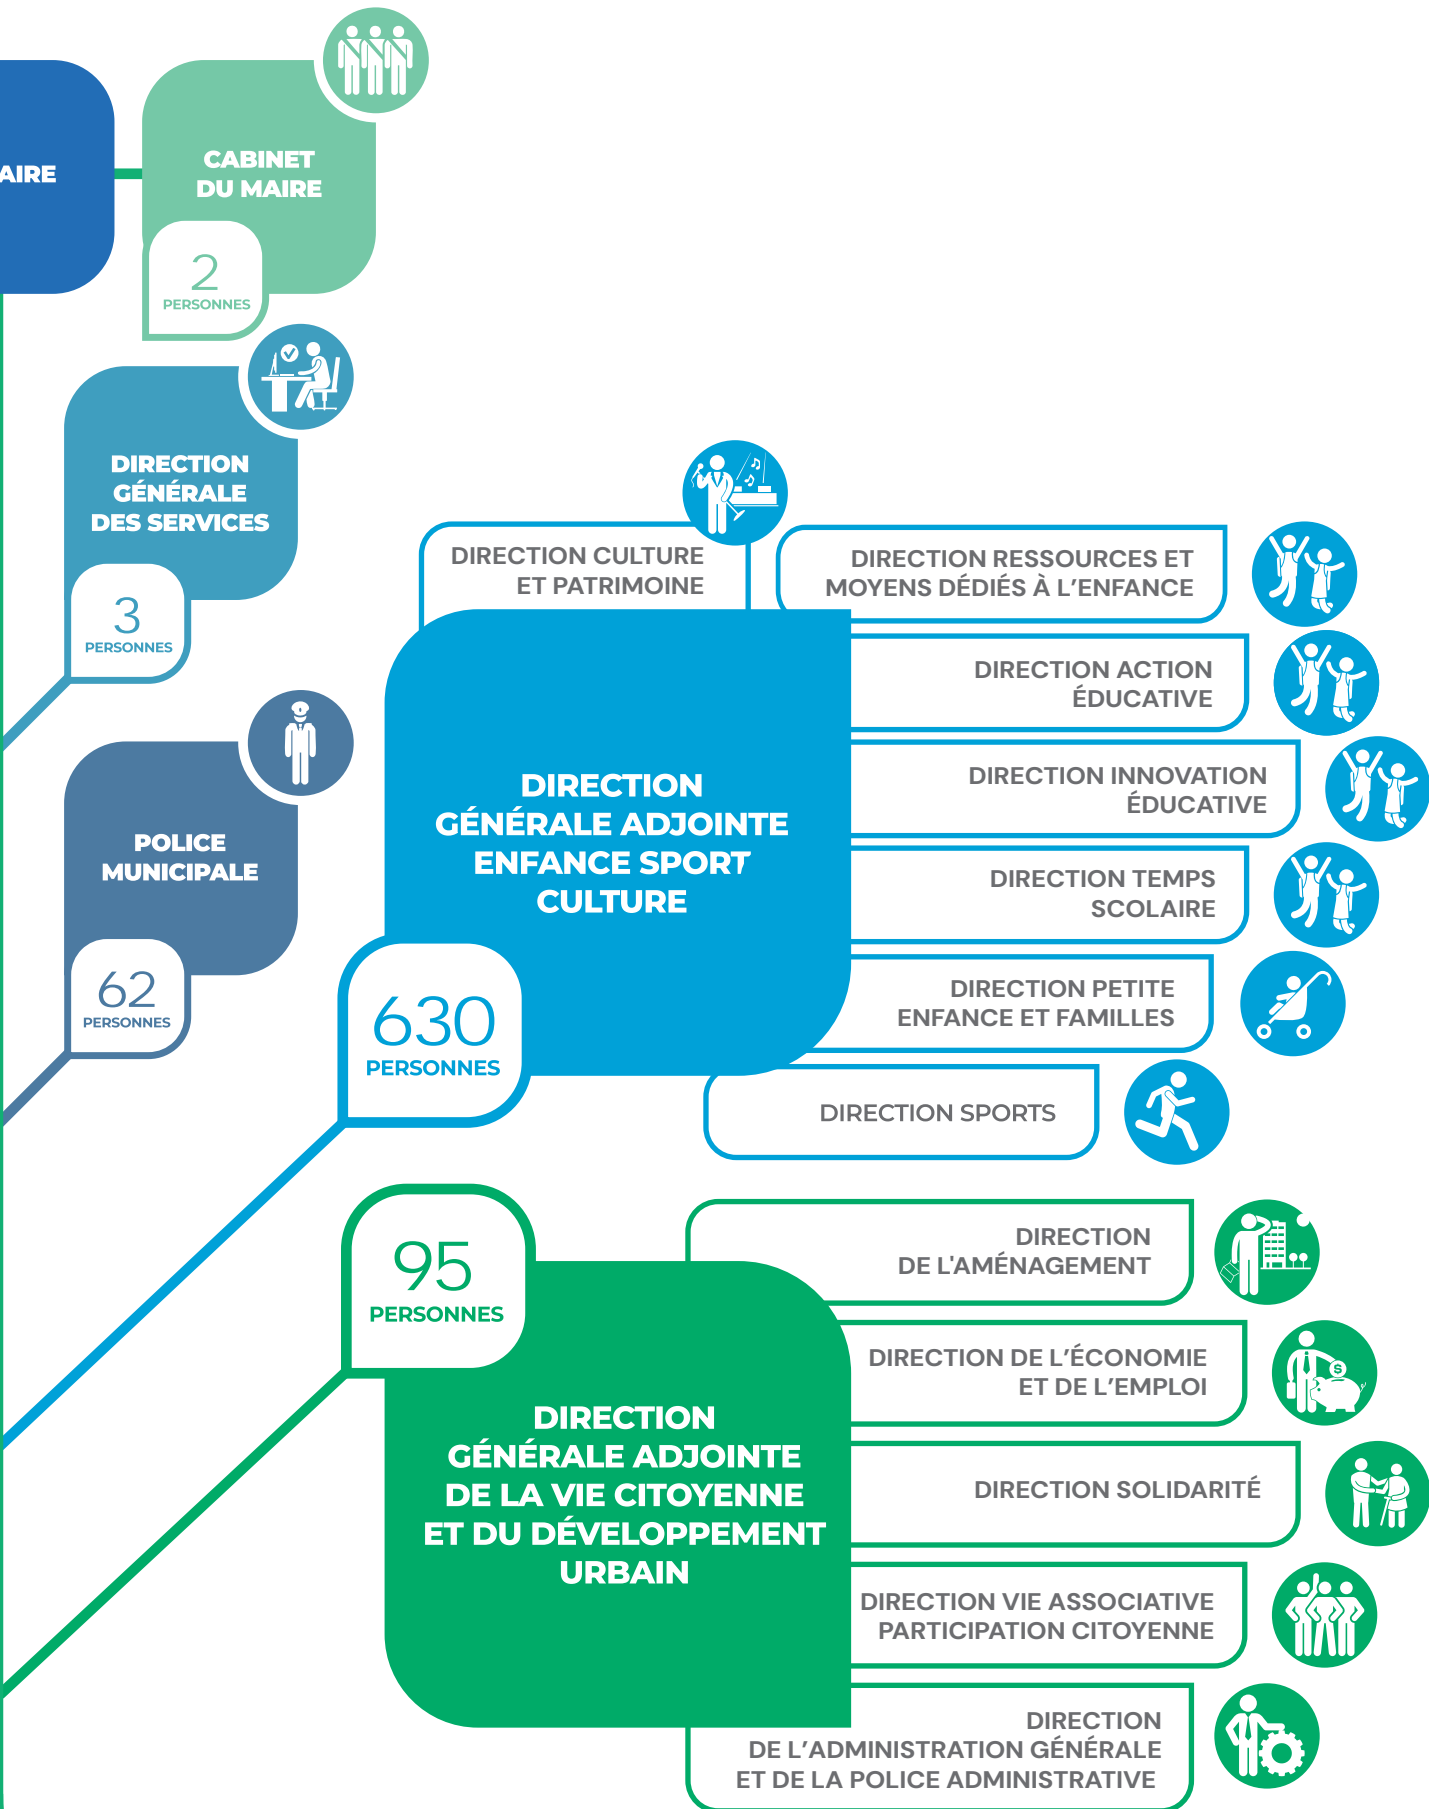 AIRE
CABINET
DU MAIRE
2
PERSONNES
DIRECTION
GÉNÉRALE
DES SERVICES
3
PERSONNES
POLICE
MUNICIPALE
62
PERSONNES
DIRECTION CULTURE
ET PATRIMOINE
DIRECTION RESSOURCES ET
MOYENS DÉDIÉS À L’ENFANCE
DIRECTION ACTION
ÉDUCATIVE
DIRECTION INNOVATION
ÉDUCATIVE
DIRECTION TEMPS
SCOLAIRE
DIRECTION PETITE
ENFANCE ET FAMILLES
DIRECTION SPORTS
DIRECTION
GÉNÉRALE ADJOINTE
ENFANCE SPORT
CULTURE
630
PERSONNES
95
PERSONNES
DIRECTION
GÉNÉRALE ADJOINTE
DE LA VIE CITOYENNE
ET DU DÉVELOPPEMENT
URBAIN
DIRECTION
DE L'AMÉNAGEMENT
DIRECTION DE L’ÉCONOMIE
ET DE L’EMPLOI
DIRECTION SOLIDARITÉ
DIRECTION VIE ASSOCIATIVE
PARTICIPATION CITOYENNE
DIRECTION
DE L’ADMINISTRATION GÉNÉRALE
ET DE LA POLICE ADMINISTRATIVE